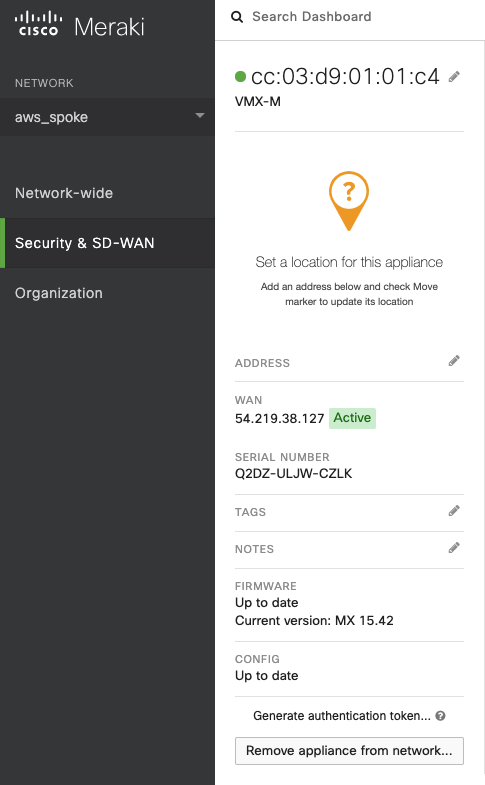 CISCO Meraki
NETWORK
aws_spoke
Network-wide
Security & SD-WAN
Organization
Search Dashboard
cc:03:d9:01:01:c4
VMX-M
?
Set a location for this appliance
Add an address below and check Move
marker to update its location
ADDRESS
WAN
54.219.38.127 Active
SERIAL NUMBER
Q2DZ-ULJW-CZLK
TAGS
NOTES
FIRMWARE
Up to date
Current version: MX 15.42
CONFIG
Up to date
Generate authentication token... ?
Remove appliance from network...